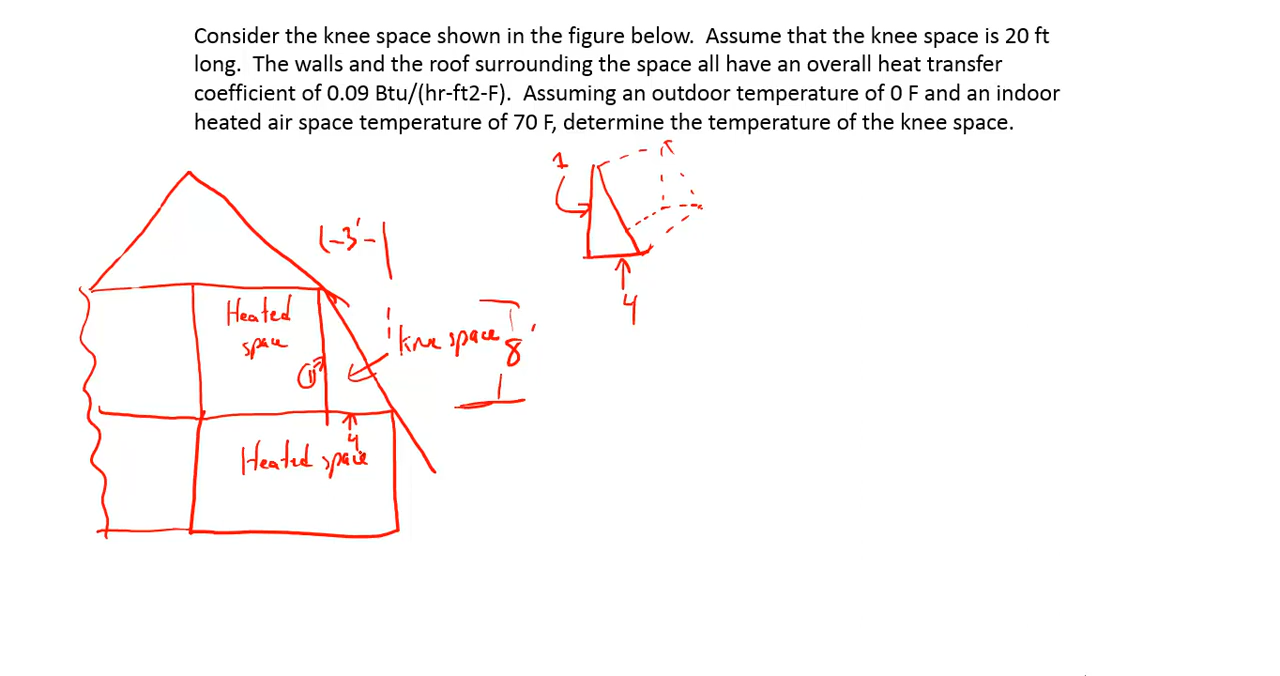 Consider the knee space shown in the figure below.  Assume that the knee space is 20 ft
long.  The walls and the roof surrounding the space all have an overall heat transfer
coefficient of 0.09 Btu/(hr-ft2-F).  Assuming an outdoor temperature of 0 F and an indoor
heated air space temperature of 70 F, determine the temperature of the knee space.
1
|-3'-|
4
Heated
space
knee space
8'
1
4
Heated space